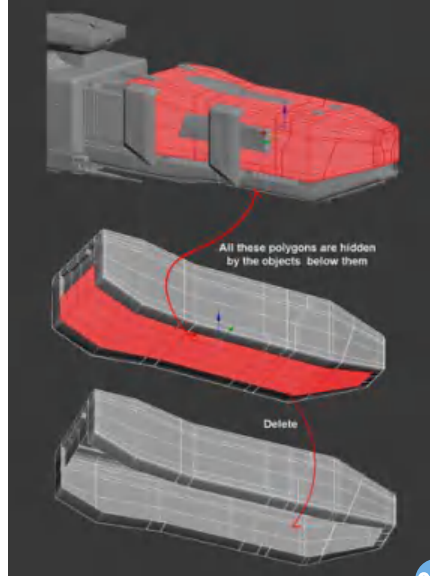 All these polygons are hidden
by the objects below them
Delete